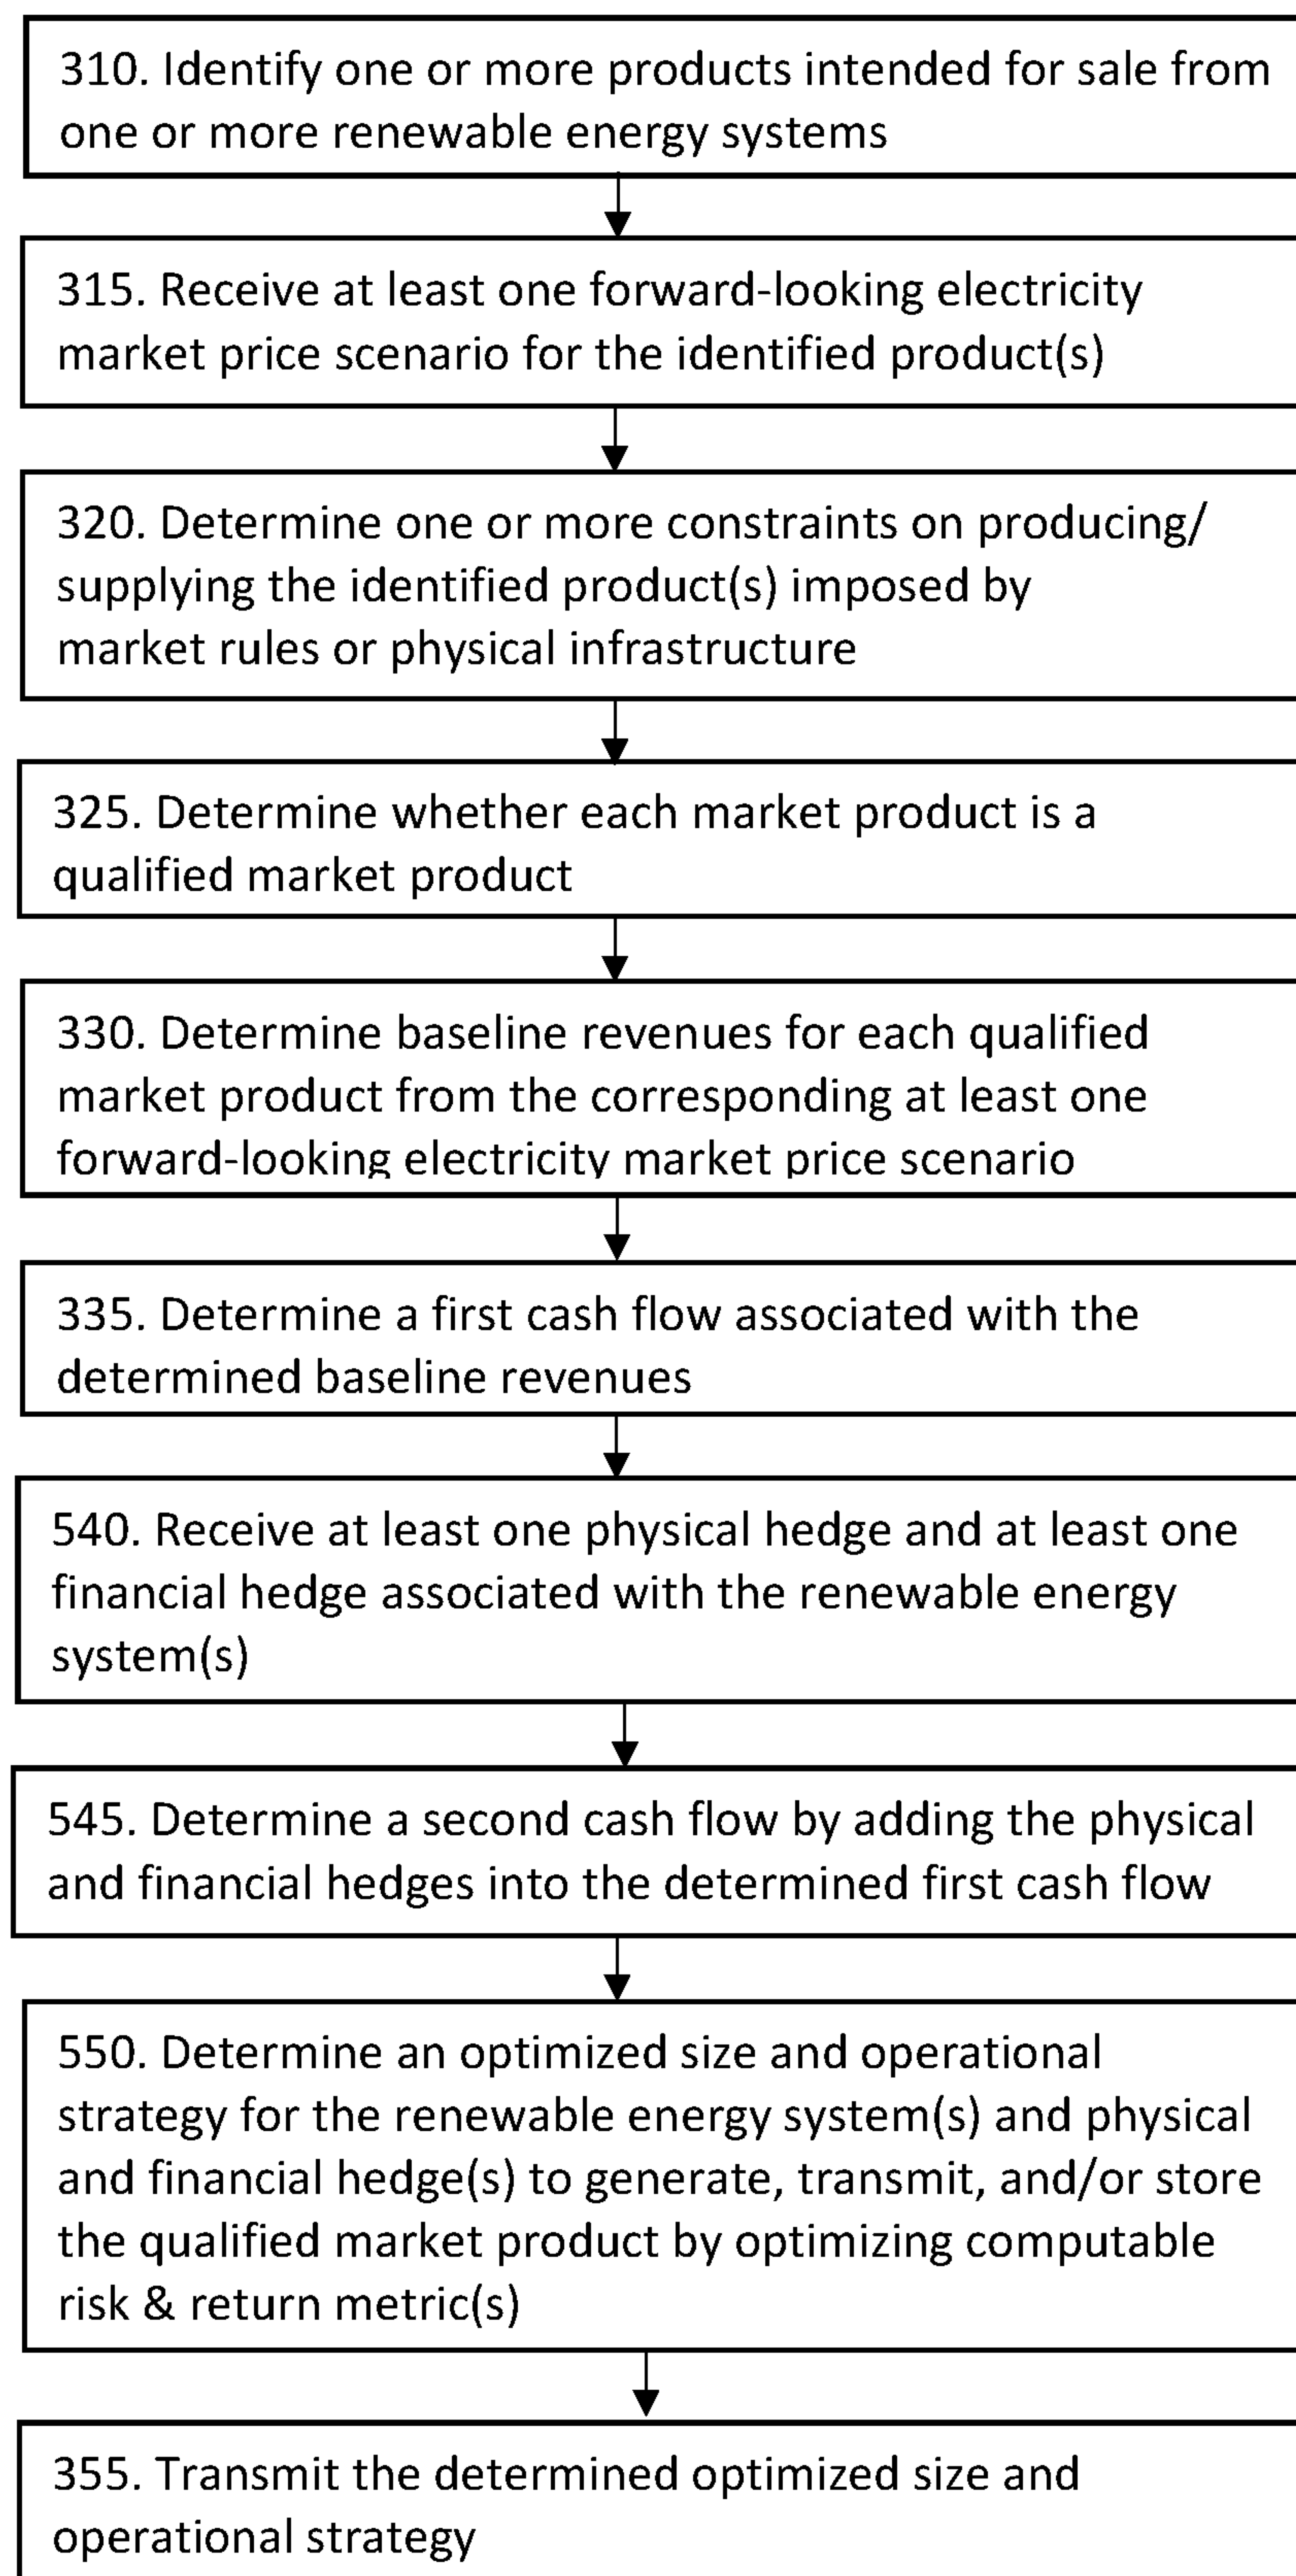 310. Identify one or more products intended for sale from
one or more renewable energy systems
315. Receive at least one forward-looking electricity
market price scenario for the identified product(s)
320. Determine one or more constraints on producing/
supplying the identified product(s) imposed by
market rules or physical infrastructure
325. Determine whether each market product is a
qualified market product
330. Determine baseline revenues for each qualified
market product from the corresponding at least one
forward-looking electricity market price scenario
335. Determine a first cash flow associated with the
determined baseline revenues
540. Receive at least one physical hedge and at least one
financial hedge associated with the renewable energy
system(s)
545. Determine a second cash flow by adding the physical
and financial hedges into the determined first cash flow
550. Determine an optimized size and operational
strategy for the renewable energy system(s) and physical
and financial hedge(s) to generate, transmit, and/or store
the qualified market product by optimizing computable
risk & return metric(s)
355. Transmit the determined optimized size and
operational strategy